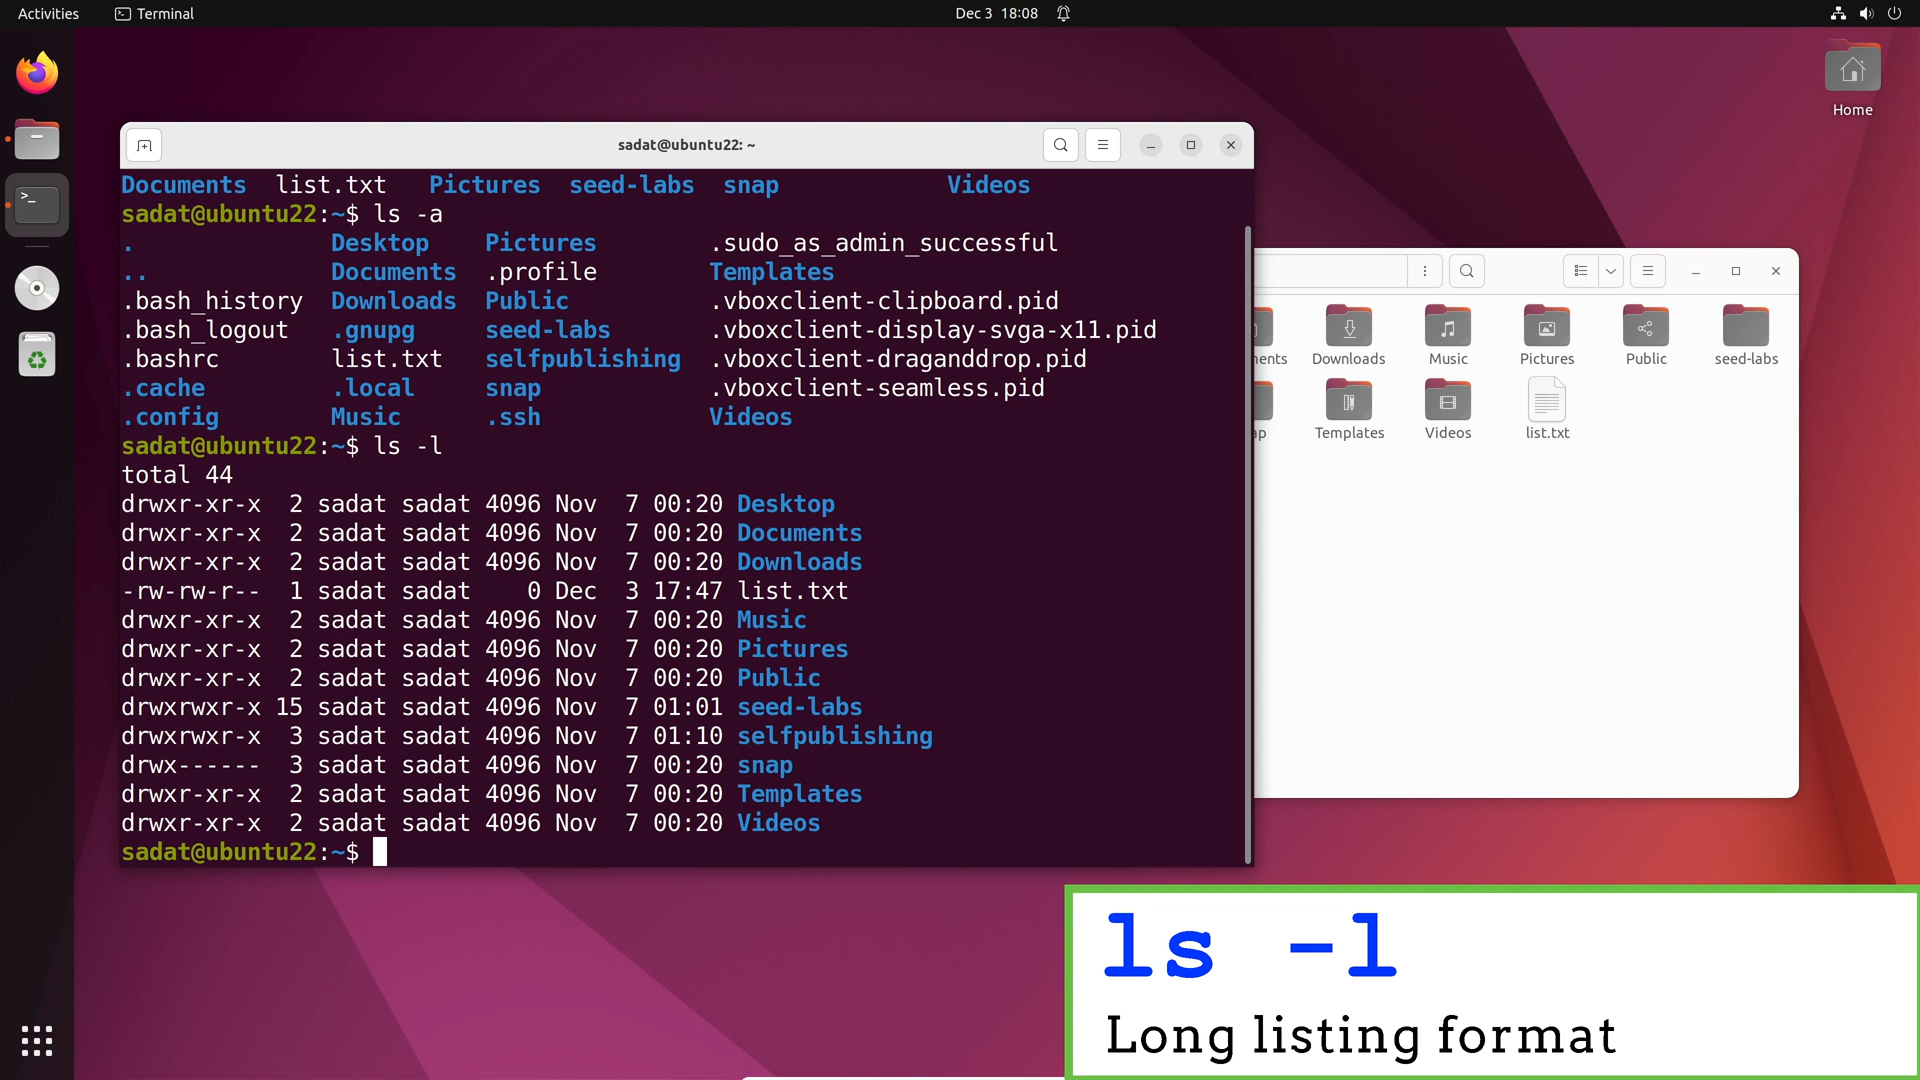 Activities Terminal Dec 3 18:08
Home
sadat@ubuntu22: ~
Documents list.txt Pictures seed-labs snap Videos
sadat@ubuntu22:~$ ls -a
. Desktop Pictures .sudo_as_admin_successful
.. Documents .profile Templates
.bash_history Downloads Public .vboxclient-clipboard.pid
.bash_logout .gnupg seed-labs .vboxclient-display-svga-x11.pid
.bashrc list.txt selfpublishing .vboxclient-draganddrop.pid
.cache .local snap .vboxclient-seamless.pid
.config Music .ssh Videos
sadat@ubuntu22:~$ ls -l
total 44
drwxr-xr-x 2 sadat sadat 4096 Nov 7 00:20 Desktop
drwxr-xr-x 2 sadat sadat 4096 Nov 7 00:20 Documents
drwxr-xr-x 2 sadat sadat 4096 Nov 7 00:20 Downloads
-rw-rw-r-- 1 sadat sadat 0 Dec 3 17:47 list.txt
drwxr-xr-x 2 sadat sadat 4096 Nov 7 00:20 Music
drwxr-xr-x 2 sadat sadat 4096 Nov 7 00:20 Pictures
drwxr-xr-x 2 sadat sadat 4096 Nov 7 00:20 Public
drwxrwxr-x 15 sadat sadat 4096 Nov 7 01:01 seed-labs
drwxrwxr-x 3 sadat sadat 4096 Nov 7 01:10 selfpublishing
drwx------ 3 sadat sadat 4096 Nov 7 00:20 snap
drwxr-xr-x 2 sadat sadat 4096 Nov 7 00:20 Templates
drwxr-xr-x 2 sadat sadat 4096 Nov 7 00:20 Videos
sadat@ubuntu22:~$
nents Downloads Music Pictures Public seed-labs
ap Templates Videos list.txt
ls -l
Long listing format